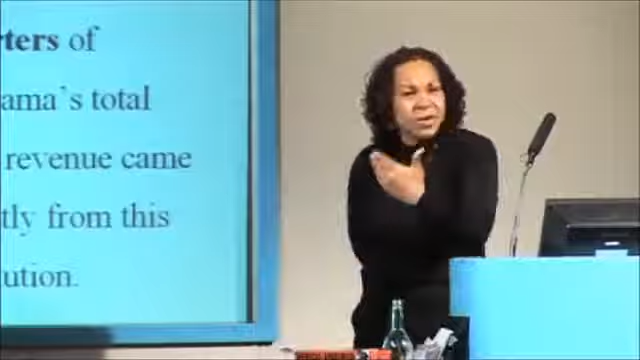 rters of
ama's total
revenue came
tly from this
ution.